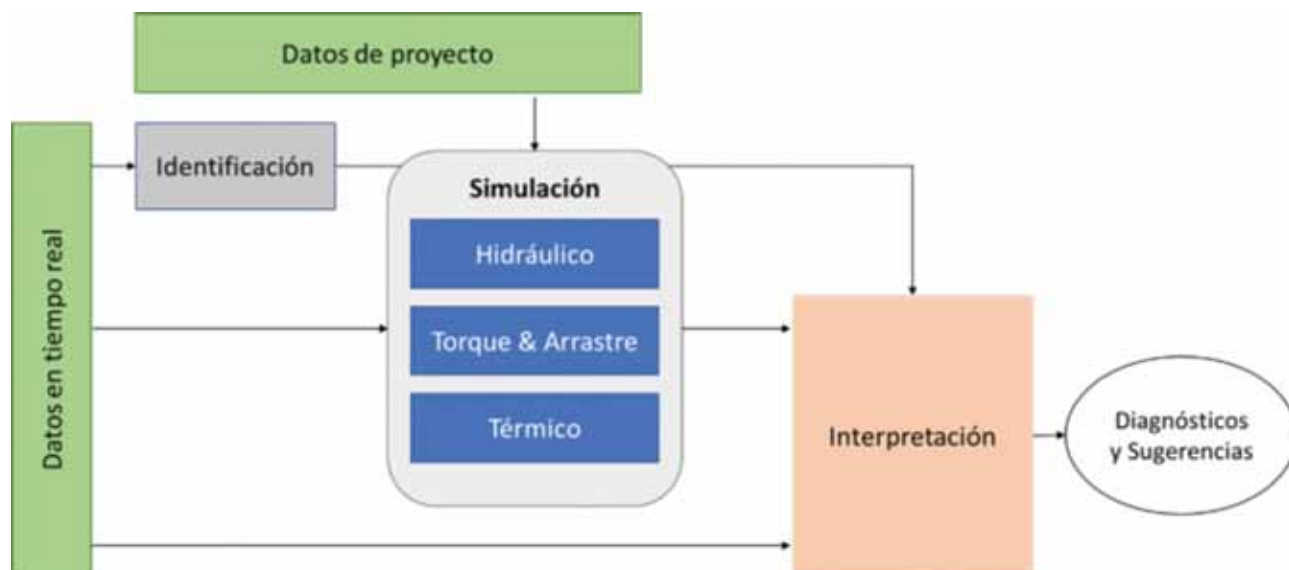 Datos de proyecto
Datos en tiempo real
Identificación
Simulación
Hidráulico
Torque & Arrastre
Térmico
Interpretación
Diagnósticos
y Sugerencias